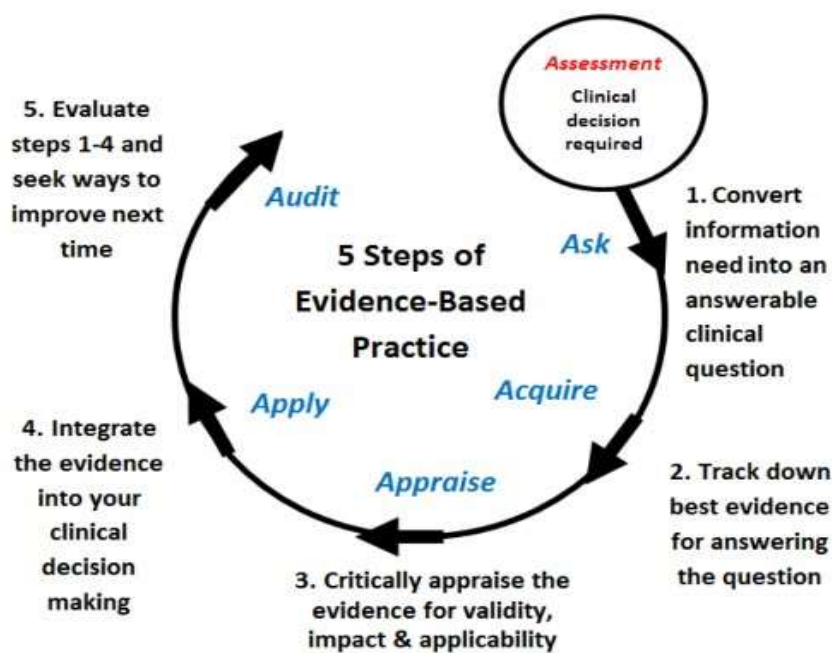 Assessment
Clinical
decision
required
5. Evaluate
steps 1-4 and
seek ways to
improve next
time
Audit
5 Steps of
Evidence-Based
Practice
Ask
1. Convert
information
need into an
answerable
clinical
question
Acquire
2. Track down
best evidence
for answering
the question
Appraise
3. Critically appraise the
evidence for validity,
impact & applicability
Apply
4. Integrate
the evidence
into your
clinical
decision
making